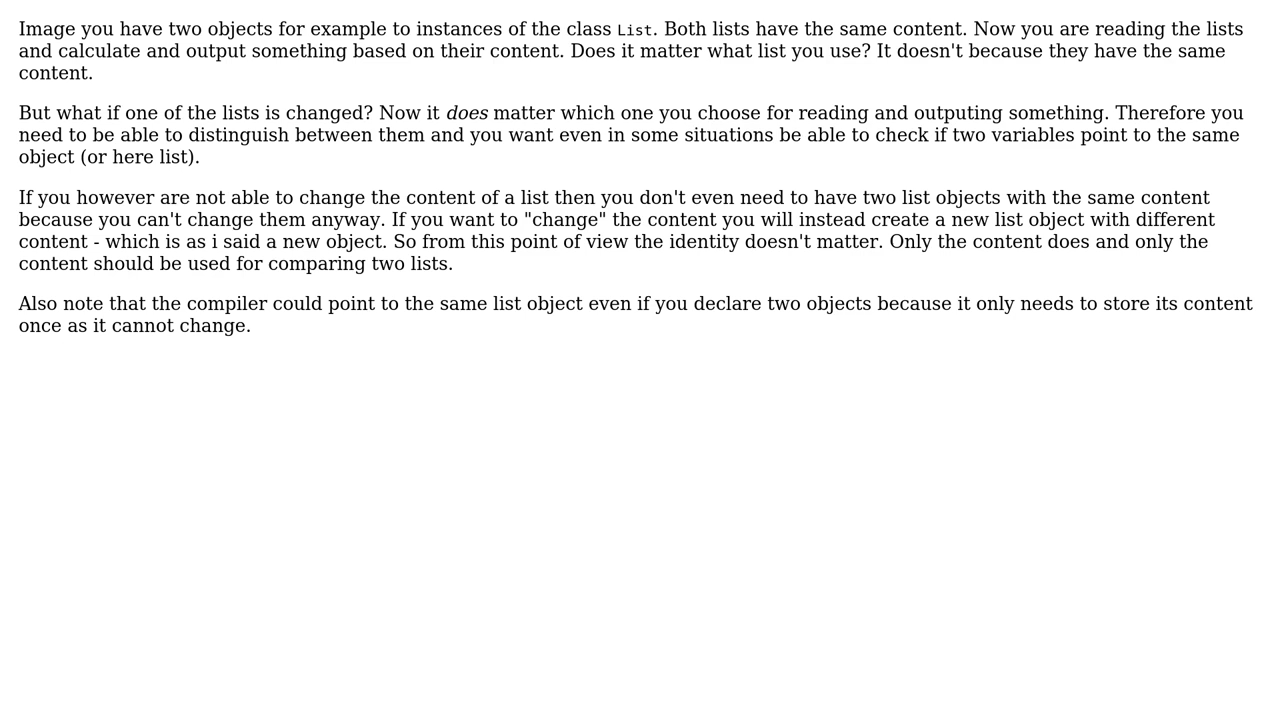 Image you have two objects for example to instances of the class List. Both lists have the same content. Now you are reading the lists
and calculate and output something based on their content. Does it matter what list you use? It doesn't because they have the same
content.
But what if one of the lists is changed? Now it does matter which one you choose for reading and outputing something. Therefore you
need to be able to distinguish between them and you want even in some situations be able to check if two variables point to the same
object (or here list).
If you however are not able to change the content of a list then you don't even need to have two list objects with the same content
because you can't change them anyway. If you want to "change" the content you will instead create a new list object with different
content - which is as i said a new object. So from this point of view the identity doesn't matter. Only the content does and only the
content should be used for comparing two lists.
Also note that the compiler could point to the same list object even if you declare two objects because it only needs to store its content
once as it cannot change.